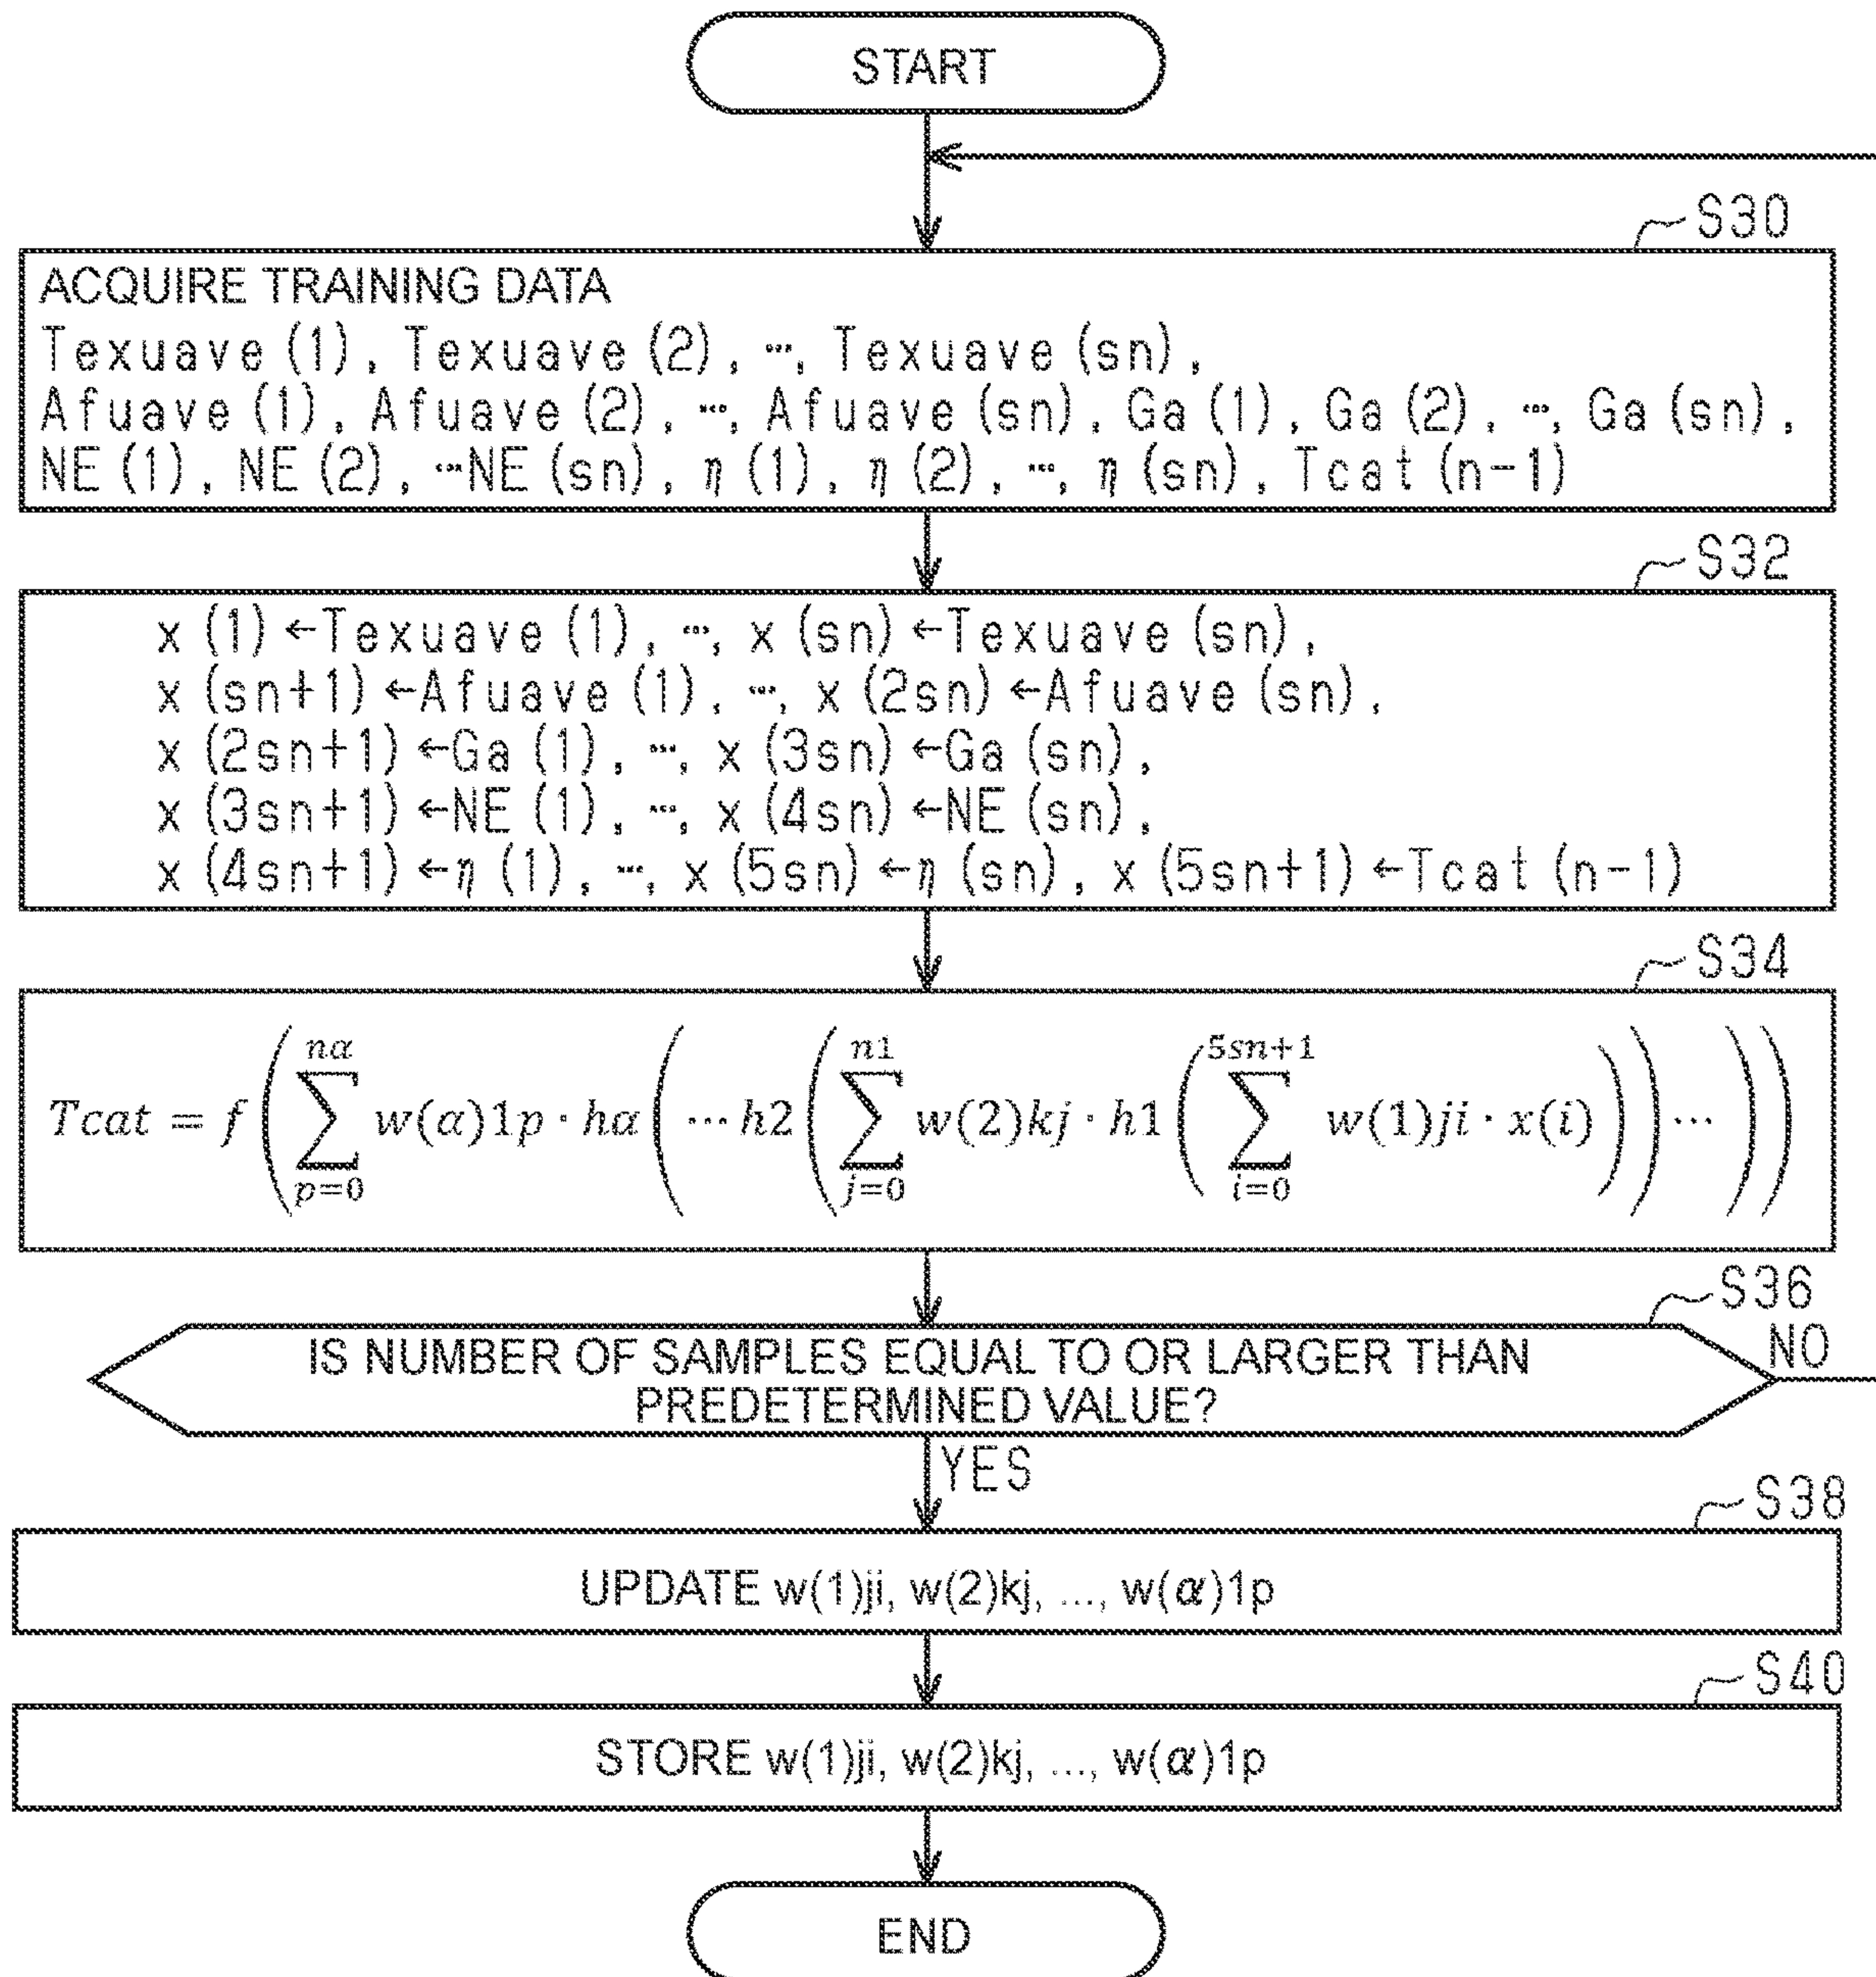 START
S30
ACQUIRE TRAINING DATA
Texuave (1), Texuave (2), ⋯, Texuave (sn),
Afuave (1), Afuave (2), ⋯, Afuave (sn), Ga (1), Ga (2), ⋯, Ga (sn),
NE (1), NE (2), ⋯NE (sn), η (1), η (2), ⋯, η (sn), Tcat (n-1)
S32
x (1) ←Texuave (1), ⋯, x (sn) ←Texuave (sn),
x (sn+1) ←Afuave (1), ⋯, x (2sn) ←Afuave (sn),
x (2sn+1) ←Ga (1), ⋯, x (3sn) ←Ga (sn),
x (3sn+1) ←NE (1), ⋯, x (4sn) ←NE (sn),
x (4sn+1) ←η (1), ⋯, x (5sn) ←η (sn), x (5sn+1) ←Tcat (n-1)
S34
Tcat = f(∑_{p=0}^{nα} w(α)1p · hα(⋯ h2(∑_{j=0}^{n1} w(2)kj · h1(∑_{i=0}^{5sn+1} w(1)ji · x(i))) ⋯))
S36
IS NUMBER OF SAMPLES EQUAL TO OR LARGER THAN
PREDETERMINED VALUE?
NO
YES
S38
UPDATE w(1)ji, w(2)kj, ..., w(α)1p
S40
STORE w(1)ji, w(2)kj, ..., w(α)1p
END